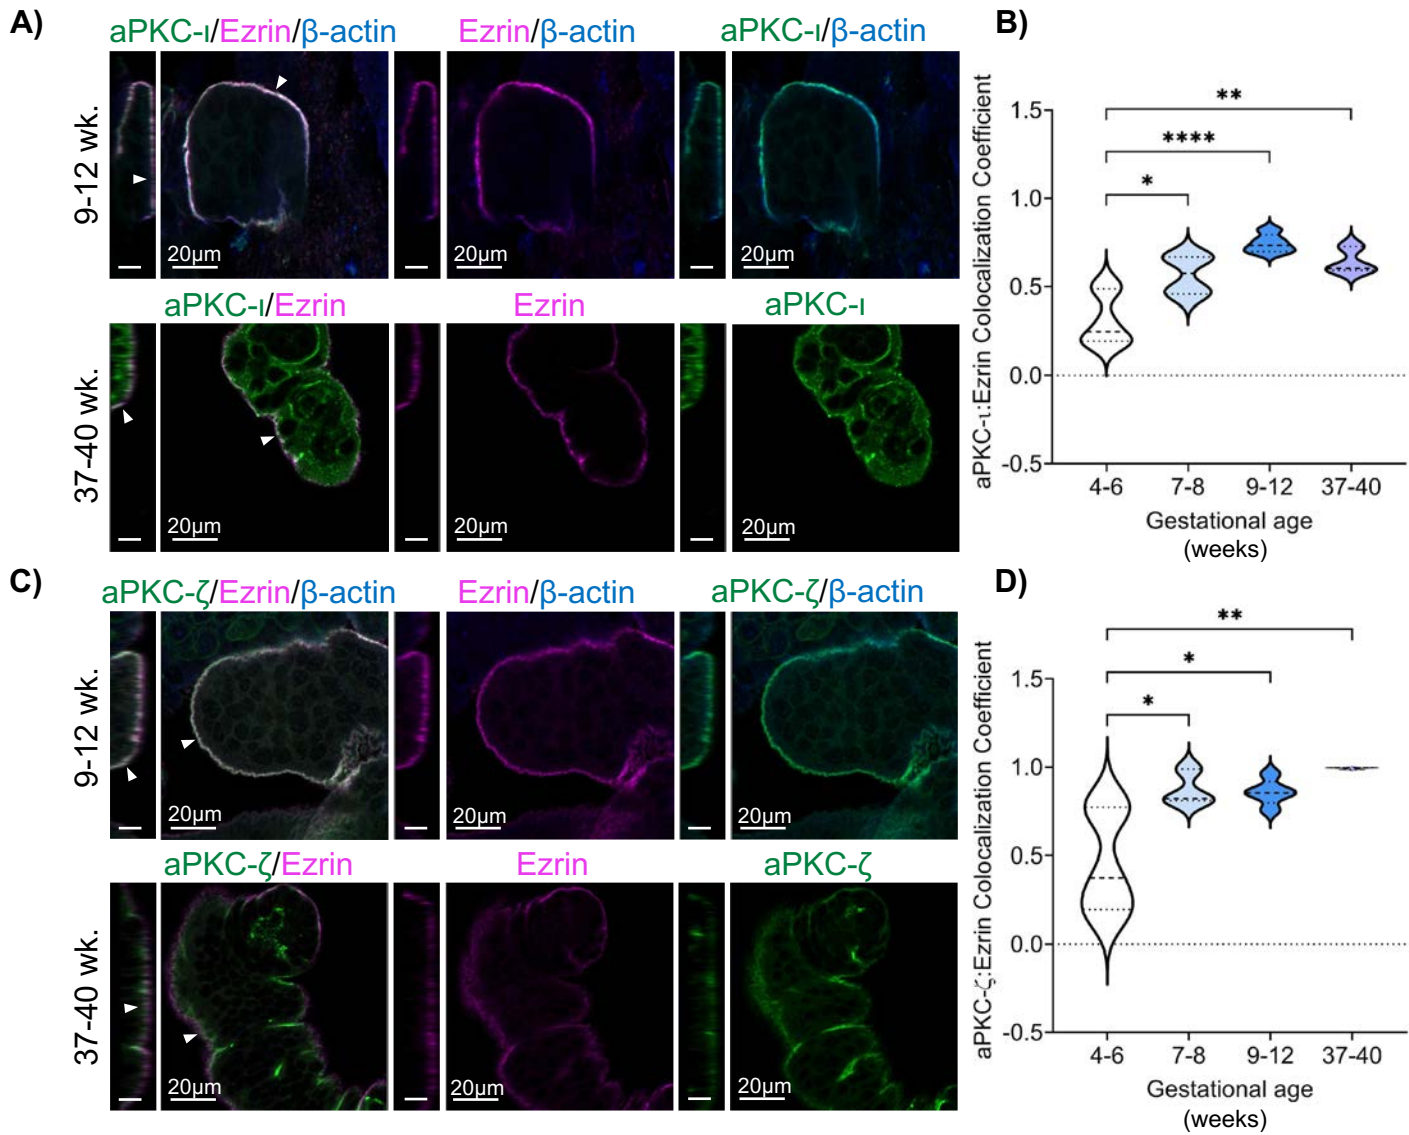 A)
aPKC-ι/Ezrin/β-actin
Ezrin/β-actin
aPKC-ι/β-actin
9-12 wk.
20µm
20µm
20µm
aPKC-ι/Ezrin
Ezrin
aPKC-ι
37-40 wk.
20µm
20µm
20µm
B)
aPKC-ι:Ezrin Colocalization Coefficient
1.5
1.0
0.5
0.0
-0.5
**
****
*
4-6
7-8
9-12
37-40
Gestational age
(weeks)
C)
aPKC-ζ/Ezrin/β-actin
Ezrin/β-actin
aPKC-ζ/β-actin
9-12 wk.
20µm
20µm
20µm
aPKC-ζ/Ezrin
Ezrin
aPKC-ζ
37-40 wk.
20µm
20µm
20µm
D)
aPKC-ζ:Ezrin Colocalization Coefficient
1.5
1.0
0.5
0.0
-0.5
**
*
*
4-6
7-8
9-12
37-40
Gestational age
(weeks)